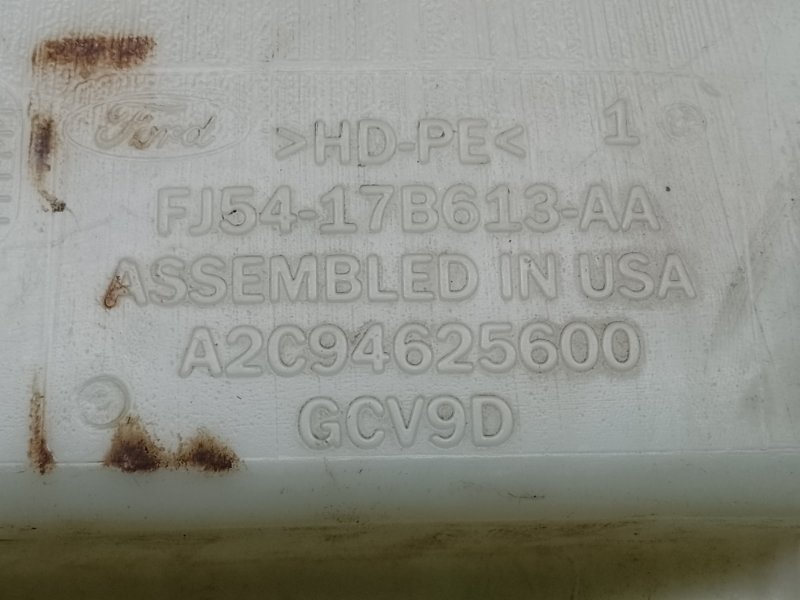 Ford
>HD-PE< 1
FJ54-17B613-AA
ASSEMBLED IN USA
A2C94625600
GCV9D